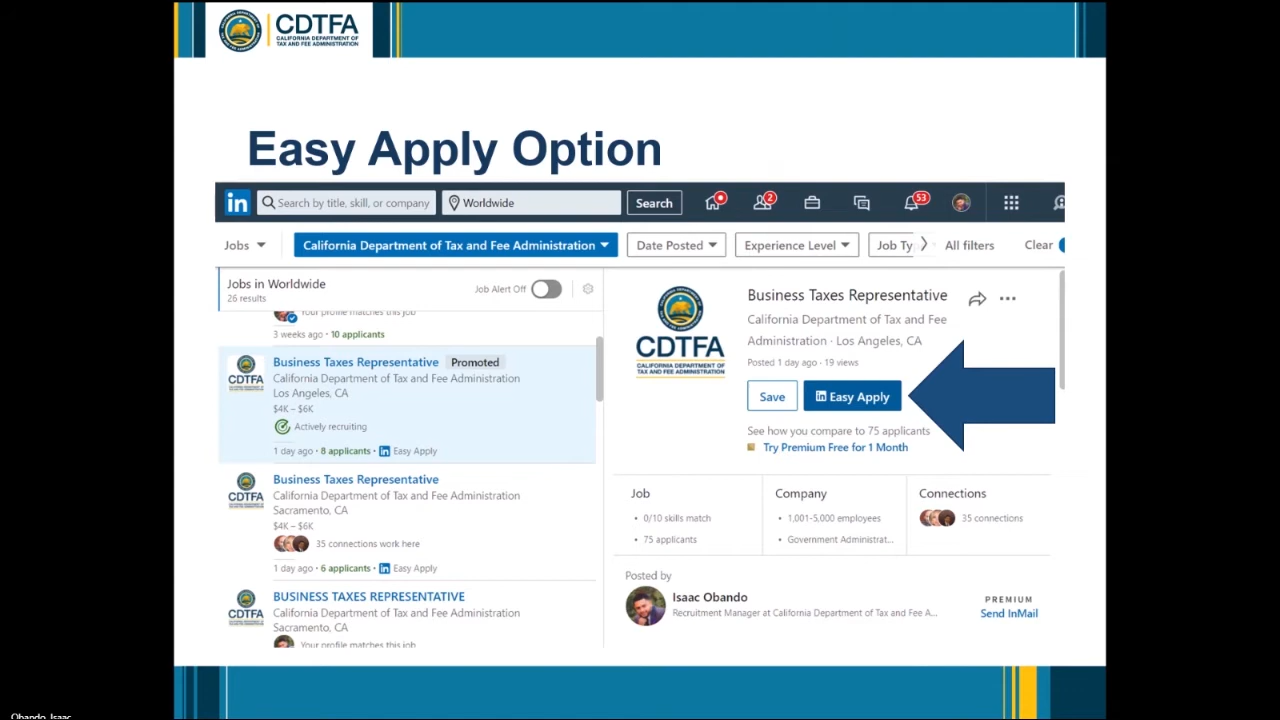 CDTFA
CALIFORNIA DEPARTMENT OF
TAX AND FEE ADMINISTRATION
Easy Apply Option
in
Search by title, skill, or company
Worldwide
Search
2
53
Jobs
California Department of Tax and Fee Administration
Date Posted
Experience Level
Job Ty
All filters
Clear
Jobs in Worldwide
26 results
Job Alert Off
Your profile matches this job
3 weeks ago · 10 applicants
CDTFA
Business Taxes Representative Promoted
California Department of Tax and Fee Administration
Los Angeles, CA
$4K – $6K
Actively recruiting
1 day ago · 8 applicants · in Easy Apply
CDTFA
Business Taxes Representative
California Department of Tax and Fee Administration
Sacramento, CA
$4K – $6K
35 connections work here
1 day ago · 6 applicants · in Easy Apply
CDTFA
BUSINESS TAXES REPRESENTATIVE
California Department of Tax and Fee Administration
Sacramento, CA
Your profile matches this job
CDTFA
CALIFORNIA DEPARTMENT OF
TAX AND FEE ADMINISTRATION
Business Taxes Representative
California Department of Tax and Fee
Administration · Los Angeles, CA
Posted 1 day ago · 19 views
Save
in Easy Apply
See how you compare to 75 applicants
Try Premium Free for 1 Month
Job
• 0/10 skills match
• 75 applicants
Company
• 1,001-5,000 employees
• Government Administrat...
Connections
35 connections
Posted by
Isaac Obando
Recruitment Manager at California Department of Tax and Fee A...
PREMIUM
Send InMail
Obando, Isaac